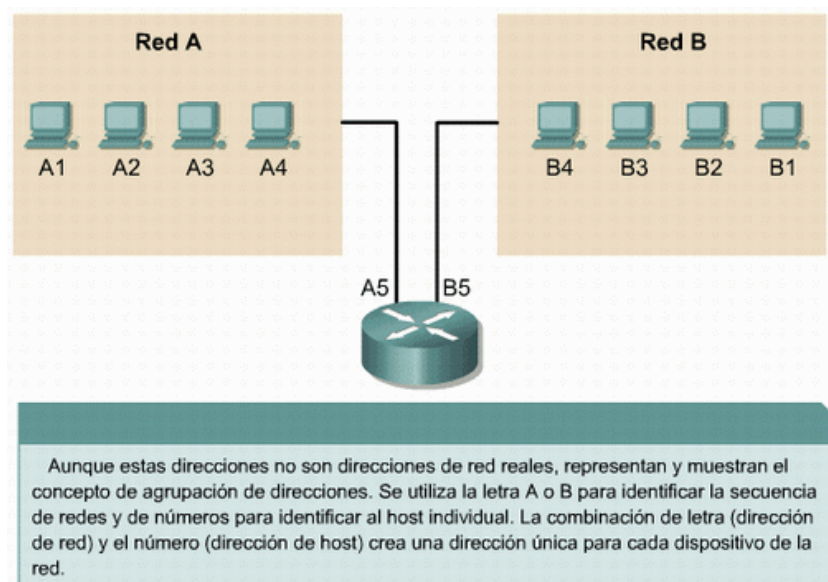 Red A
Red B
A1 A2 A3 A4
B4 B3 B2 B1
A5 B5
Aunque estas direcciones no son direcciones de red reales, representan y muestran el
concepto de agrupación de direcciones. Se utiliza la letra A o B para identificar la secuencia
de redes y de números para identificar al host individual. La combinación de letra (dirección
de red) y el número (dirección de host) crea una dirección única para cada dispositivo de la
red.